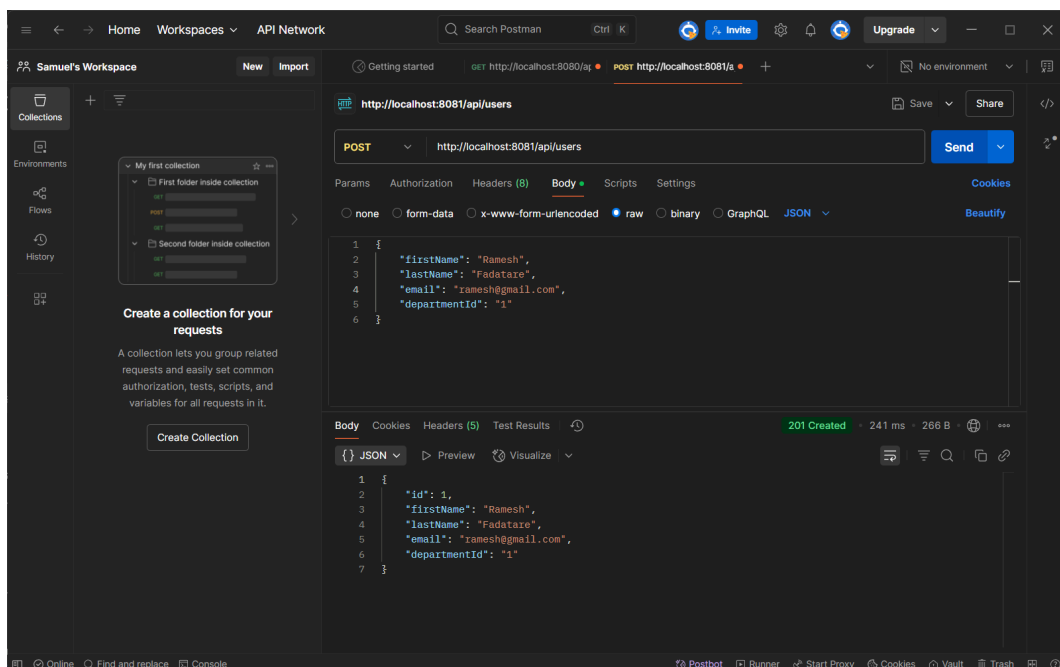 Home Workspaces API Network Search Postman Ctrl K Invite Upgrade
Samuel's Workspace New Import Getting started GET http://localhost:8080/ap POST http://localhost:8081/a No environment
Collections
Environments
Flows
History
My first collection
First folder inside collection
GET
POST
GET
Second folder inside collection
GET
GET
Create a collection for your
requests
A collection lets you group related
requests and easily set common
authorization, tests, scripts, and
variables for all requests in it.
Create Collection
HTTP http://localhost:8081/api/users Save Share
POST http://localhost:8081/api/users Send
Params Authorization Headers (8) Body Scripts Settings Cookies
none form-data x-www-form-urlencoded raw binary GraphQL JSON Beautify
1 {
2 "firstName": "Ramesh",
3 "lastName": "Fadatare",
4 "email": "ramesh@gmail.com",
5 "departmentId": "1"
6 }
Body Cookies Headers (5) Test Results 201 Created 241 ms 266 B
{} JSON Preview Visualize
1 {
2 "id": 1,
3 "firstName": "Ramesh",
4 "lastName": "Fadatare",
5 "email": "ramesh@gmail.com",
6 "departmentId": "1"
7 }
Online Find and replace Console Postbot Runner Start Proxy Cookies Vault Trash